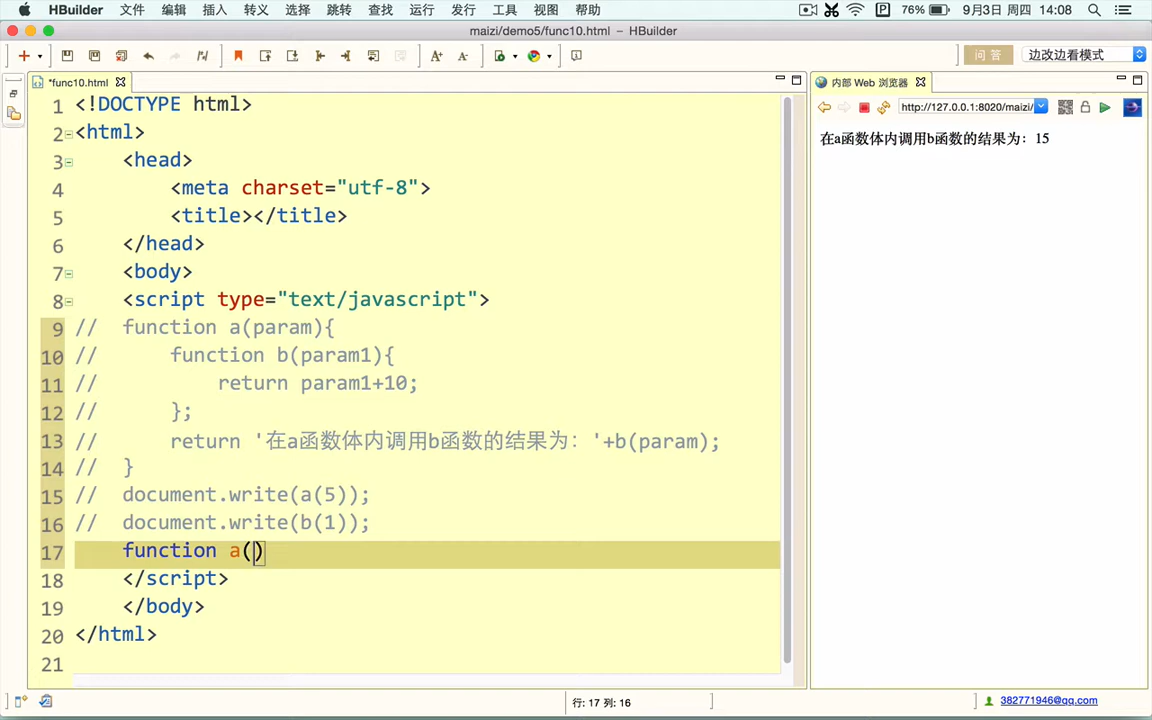 HBuilder 文件 编辑 插入 转义 选择 跳转 查找 运行 发行 工具 视图 帮助 76% 9月3日 周四 14:08
maizi/demo5/func10.html – HBuilder
问 答 边改边看模式
*func10.html
内部 Web 浏览器
http://127.0.0.1:8020/maizi/
在a函数体内调用b函数的结果为：15
1 <!DOCTYPE html>
2 <html>
3 <head>
4 <meta charset="utf-8">
5 <title></title>
6 </head>
7 <body>
8 <script type="text/javascript">
9 // function a(param){
10 // function b(param1){
11 // return param1+10;
12 // };
13 // return '在a函数体内调用b函数的结果为：'+b(param);
14 // }
15 // document.write(a(5));
16 // document.write(b(1));
17 function a()
18 </script>
19 </body>
20 </html>
21
行: 17 列: 16
382771946@qq.com